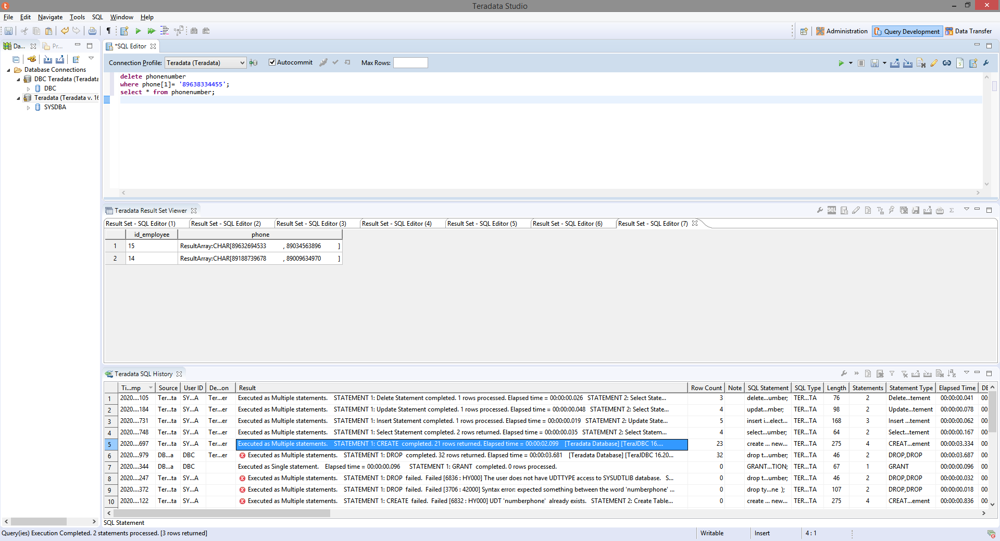 Teradata Studio
File Edit Navigate Tools SQL Window Help
Administration Query Development Data Transfer
Da... Pr... *SQL Editor
Connection Profile: Teradata (Teradata) Autocommit Max Rows:
Database Connections
DBC Teradata (Teradata
DBC
Teradata (Teradata v. 16
SYSDBA
delete phonenumber
where phone[1]= '89638334455';
select * from phonenumber;
Teradata Result Set Viewer
Result Set - SQL Editor (1) Result Set - SQL Editor (2) Result Set - SQL Editor (3) Result Set - SQL Editor (4) Result Set - SQL Editor (5) Result Set - SQL Editor (6) Result Set - SQL Editor (7)
id_employee phone
1 15 ResultArray:CHAR[89632694533 , 89034563896 ]
2 14 ResultArray:CHAR[89188739678 , 89009634970 ]
Teradata SQL History
Ti...mp Source User ID De...on Result Row Count Note SQL Statement SQL Type Length Statements Statement Type Elapsed Time DE
1 2020....105 Ter...ta SY...A Ter...er Executed as Multiple statements. STATEMENT 1: Delete Statement completed. 1 rows processed. Elapsed time = 00:00:00.026 STATEMENT 2: Select State... 3 delete...umber; TER...TA 76 2 Delete...tement 00:00:00.041 00:
2 2020....184 Ter...ta SY...A Ter...er Executed as Multiple statements. STATEMENT 1: Update Statement completed. 1 rows processed. Elapsed time = 00:00:00.048 STATEMENT 2: Select State... 4 updat...mber; TER...TA 98 2 Update...tement 00:00:00.078 00:
3 2020....731 Ter...ta SY...A Ter...er Executed as Multiple statements. STATEMENT 1: Insert Statement completed. 1 rows processed. Elapsed time = 00:00:00.019 STATEMENT 2: Update State... 5 insert i...elect... TER...TA 168 3 Insert ...tement 00:00:00.062 00:
4 2020....748 Ter...ta SY...A Ter...er Executed as Multiple statements. STATEMENT 1: Select Statement completed. 2 rows returned. Elapsed time = 00:00:00.035 STATEMENT 2: Select Statem... 4 select...umber; TER...TA 64 2 Select...tement 00:00:00.167 00:
5 2020....697 Ter...ta SY...A Ter...er Executed as Multiple statements. STATEMENT 1: CREATE completed. 21 rows returned. Elapsed time = 00:00:02.099 [Teradata Database] [TeraJDBC 16.... 23 create ... new... TER...TA 275 4 CREAT...ement 00:00:03.334 00:
6 2020....979 DB...a DBC Ter...er Executed as Multiple statements. STATEMENT 1: DROP completed. 32 rows returned. Elapsed time = 00:00:03.681 [Teradata Database] [TeraJDBC 16.20... 32 drop t...umber; TER...TA 46 2 DROP,DROP 00:00:03.687 00:
7 2020....344 DB...a DBC Executed as Single statement. Elapsed time = 00:00:00.096 STATEMENT 1: GRANT completed. 0 rows processed. 0 GRANT...TION; TER...TA 67 1 GRANT 00:00:00.096 00:
8 2020....247 Ter...ta SY...A Executed as Multiple statements. STATEMENT 1: DROP failed. Failed [6836 : HY000] The user does not have UDTTYPE access to SYSUDTLIB database. S... 0 drop t...umber; TER...TA 46 2 DROP,DROP 00:00:00.032 00:
9 2020....372 Ter...ta SY...A Executed as Multiple statements. STATEMENT 1: DROP failed. Failed [3706 : 42000] Syntax error: expected something between the word 'numberphone' ... 0 drop ty...ne ); TER...TA 107 2 DROP,DROP 00:00:00.018 00:
10 2020....122 Ter...ta SY...A Executed as Multiple statements. STATEMENT 1: CREATE failed. Failed [6832 : HY000] UDT 'numberphone' already exists. STATEMENT 2: Create Table... 0 create ... new... TER...TA 275 4 CREAT...ement 00:00:00.836 00:
SQL Statement
Query(ies) Execution Completed. 2 statements processed. [3 rows returned] Writable Insert 4 : 1